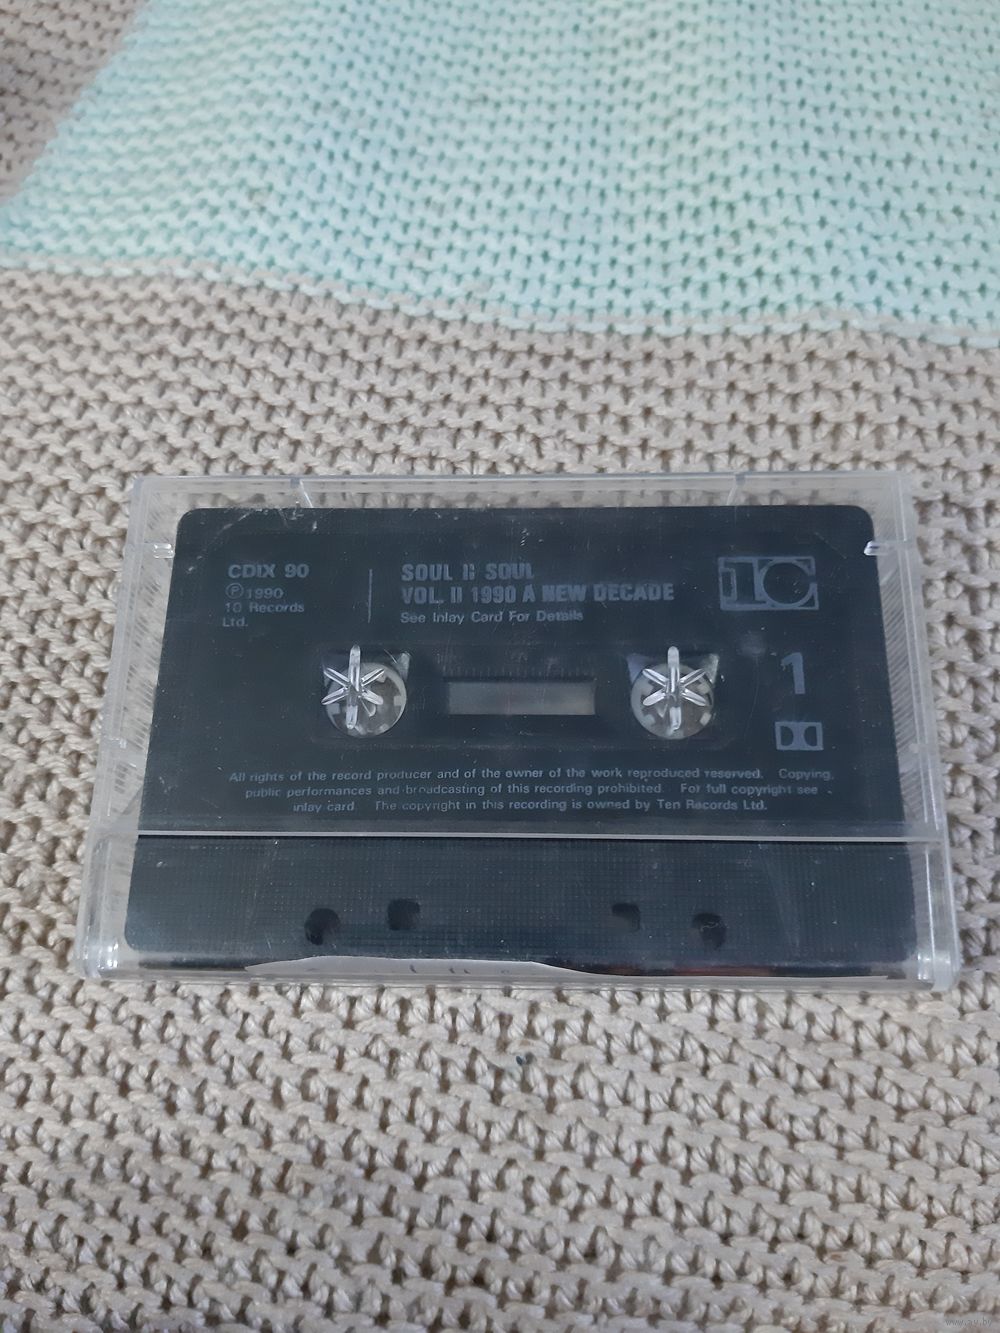 CDIX 90
℗1990
10 Records
Ltd.
SOUL II SOUL
VOL. II 1990 A NEW DECADE
See Inlay Card For Details
10
1
All rights of the record producer and of the owner of the work reproduced reserved. Copying,
public performances and broadcasting of this recording prohibited. For full copyright see
inlay card. The copyright in this recording is owned by Ten Records Ltd.
www.ay.by